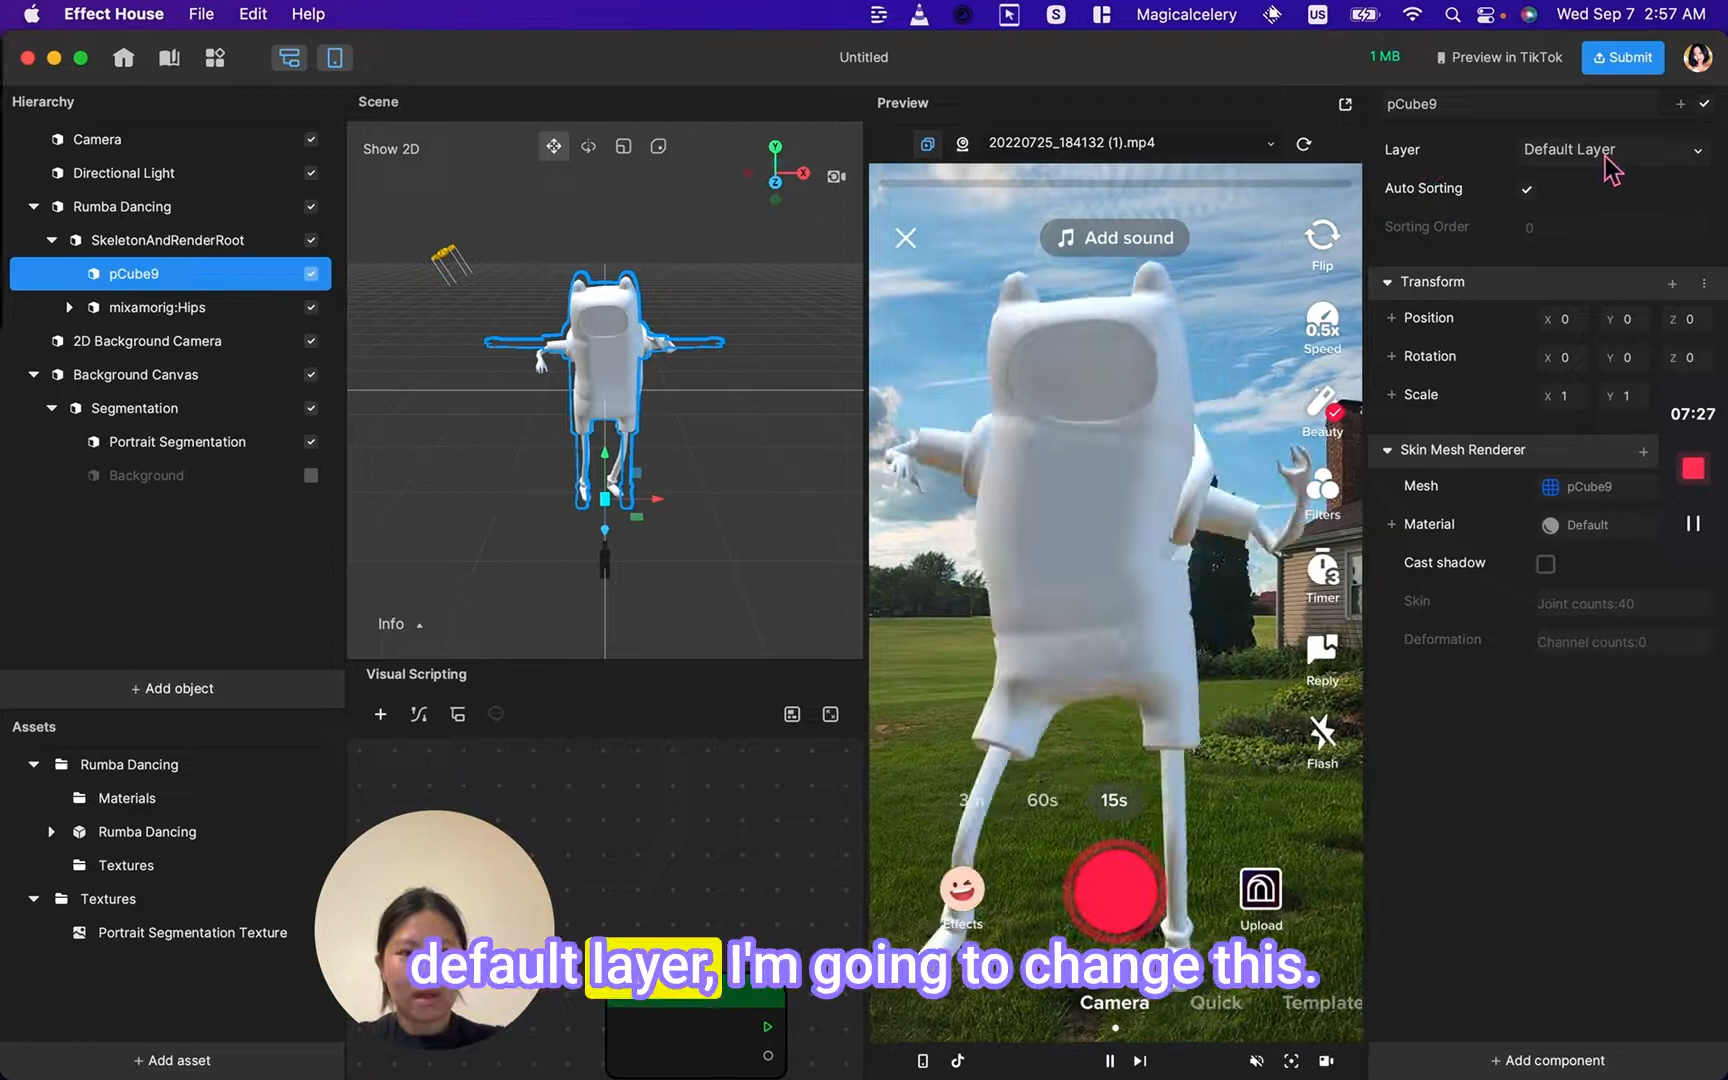 Effect House File Edit Help
S Magicalcelery US Wed Sep 7 2:57 AM
Untitled
1 MB Preview in TikTok Submit
Hierarchy
Camera
Directional Light
Rumba Dancing
SkeletonAndRenderRoot
pCube9
mixamorig:Hips
2D Background Camera
Background Canvas
Segmentation
Portrait Segmentation
Background
+ Add object
Assets
Rumba Dancing
Materials
Rumba Dancing
Textures
Textures
Portrait Segmentation Texture
+ Add asset
Scene
Show 2D
Y
X
Z
Info
Visual Scripting
Preview
20220725_184132 (1).mp4
Add sound
Flip
0.5x
Speed
Beauty
Filters
3
Timer
Reply
Flash
60s 15s
Effects
Upload
default layer, I'm going to change this.
Camera Quick Template
pCube9
Layer Default Layer
Auto Sorting
Sorting Order 0
Transform
Position X 0 Y 0 Z 0
Rotation X 0 Y 0 Z 0
Scale X 1 Y 1
07:27
Skin Mesh Renderer
Mesh pCube9
Material Default
Cast shadow
Skin Joint counts:40
Deformation Channel counts:0
+ Add component